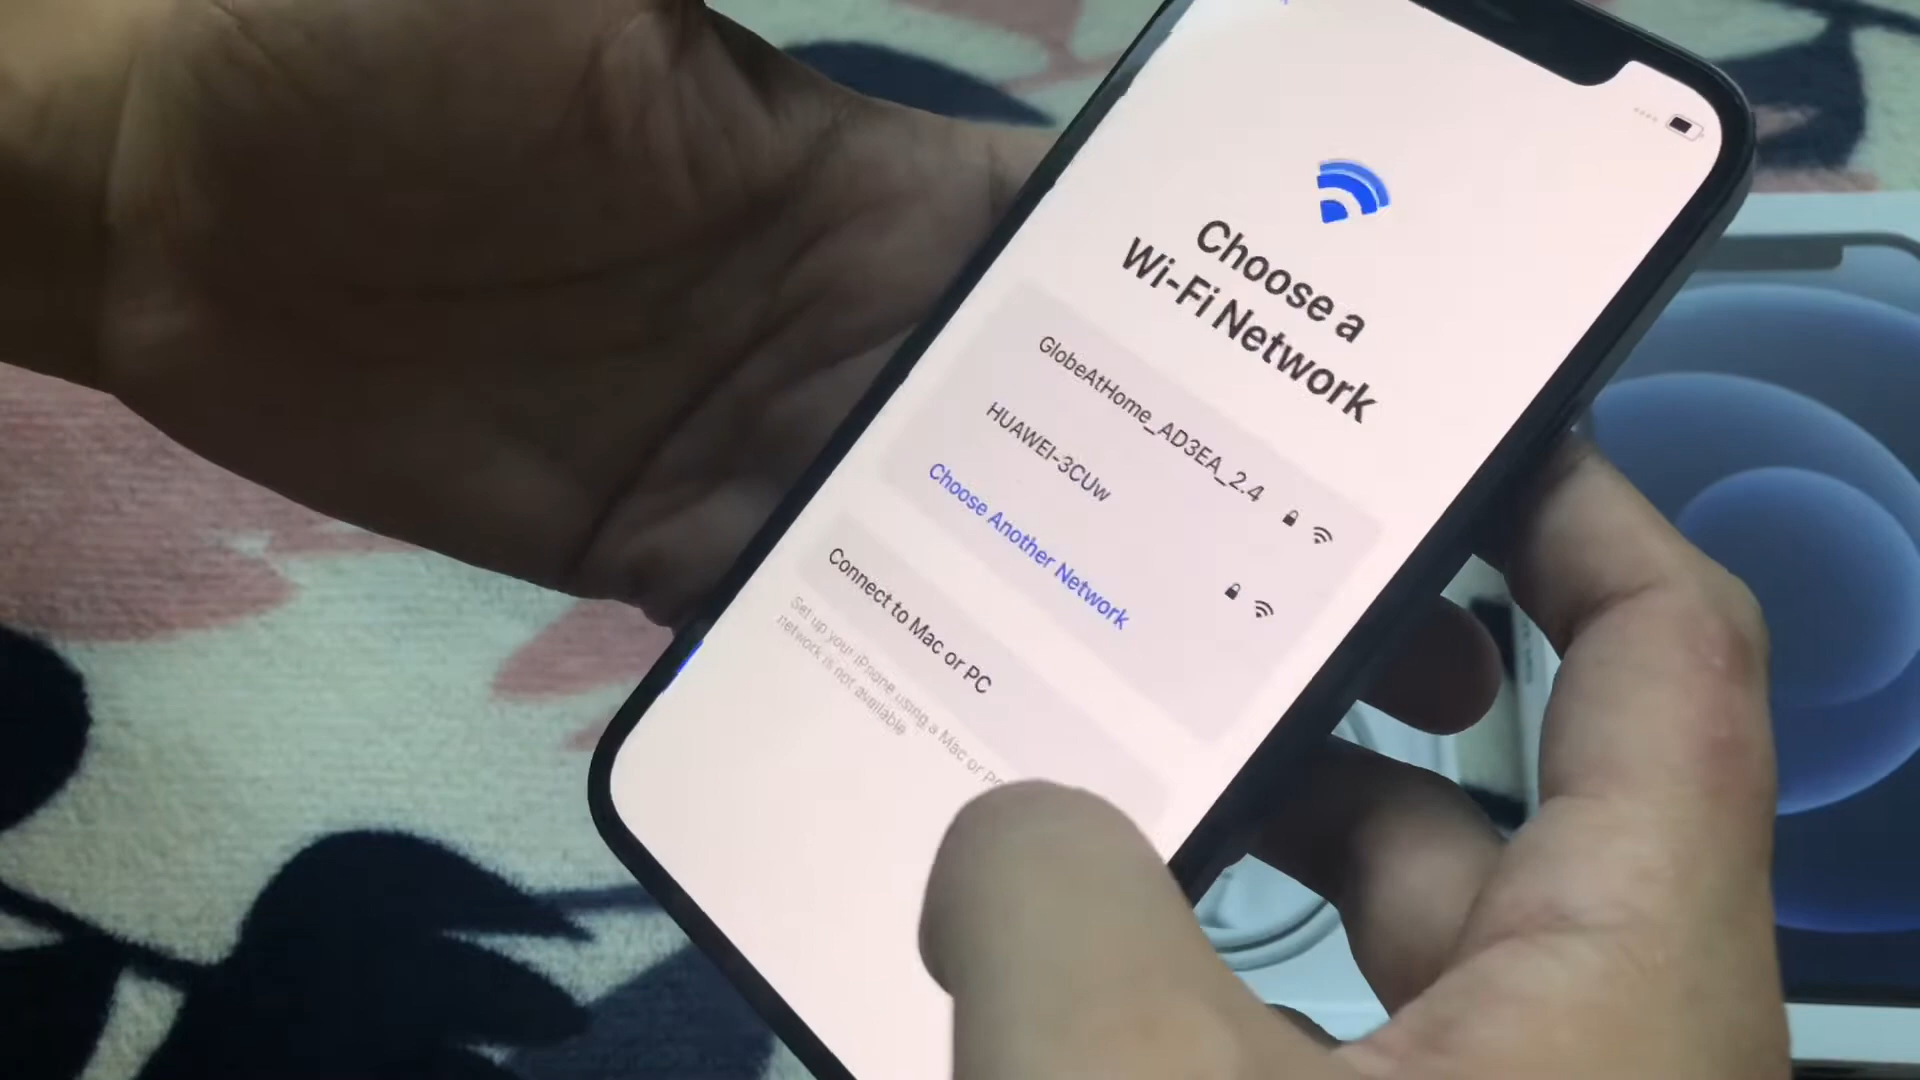 Choose a
Wi-Fi Network
GlobeAtHome_AD3EA_2.4
HUAWEI-3CUw
Choose Another Network
Connect to Mac or PC
Set up your iPhone using a Mac or PC
network is not available